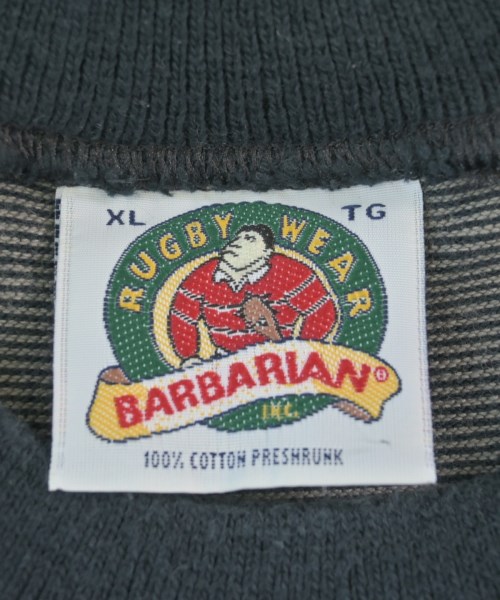 XL TG
RUGBY WEAR
BARBARIAN®
INC.
100% COTTON PRESHRUNK